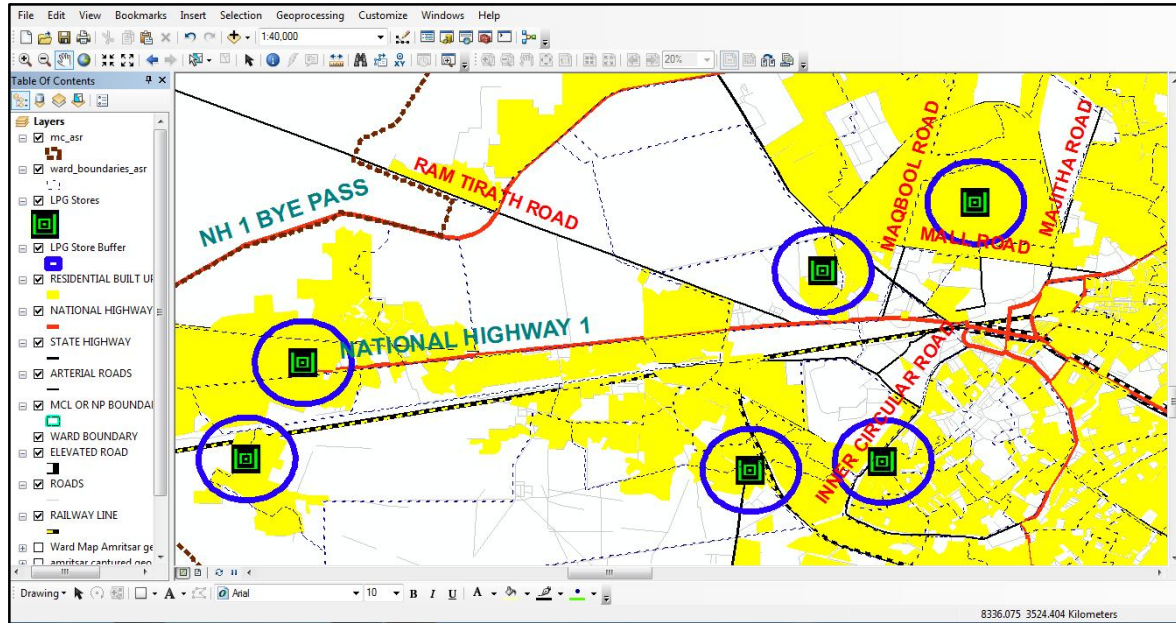 File Edit View Bookmarks Insert Selection Geoprocessing Customize Windows Help
1:40,000
20%
Table Of Contents
Layers
mc_asr
ward_boundaries_asr
LPG Stores
LPG Store Buffer
RESIDENTIAL BUILT UP
NATIONAL HIGHWAY
STATE HIGHWAY
ARTERIAL ROADS
MCL OR NP BOUNDA
WARD BOUNDARY
ELEVATED ROAD
ROADS
RAILWAY LINE
Ward Map Amritsar ge
amritsar captured geo
NH 1 BYE PASS
RAM TIRATH ROAD
MAQBOOL ROAD
MAJITHA ROAD
MALL ROAD
NATIONAL HIGHWAY 1
INNER CIRCULAR ROAD
Drawing
Arial
10
B I U A
8336.075 3524.404 Kilometers